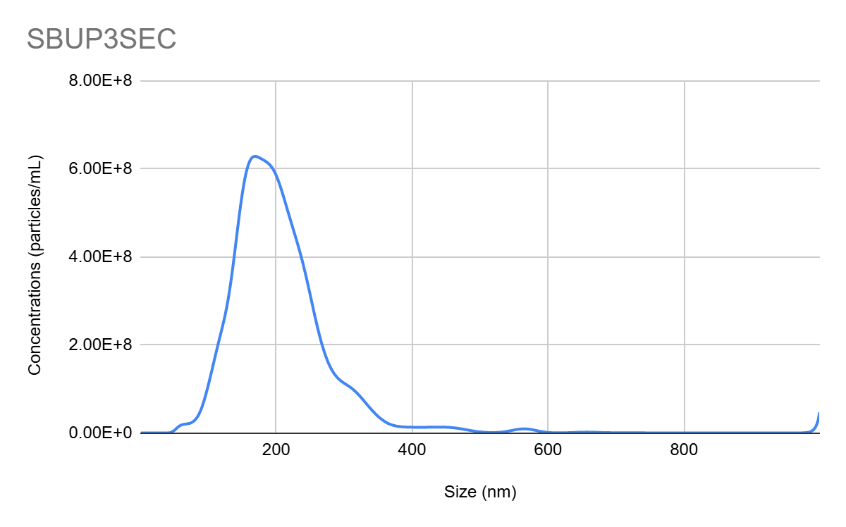 SBUP3SEC
8.00E+8
6.00E+8
4.00E+8
2.00E+8
0.00E+0
Concentrations (particles/mL)
200 400 600 800
Size (nm)